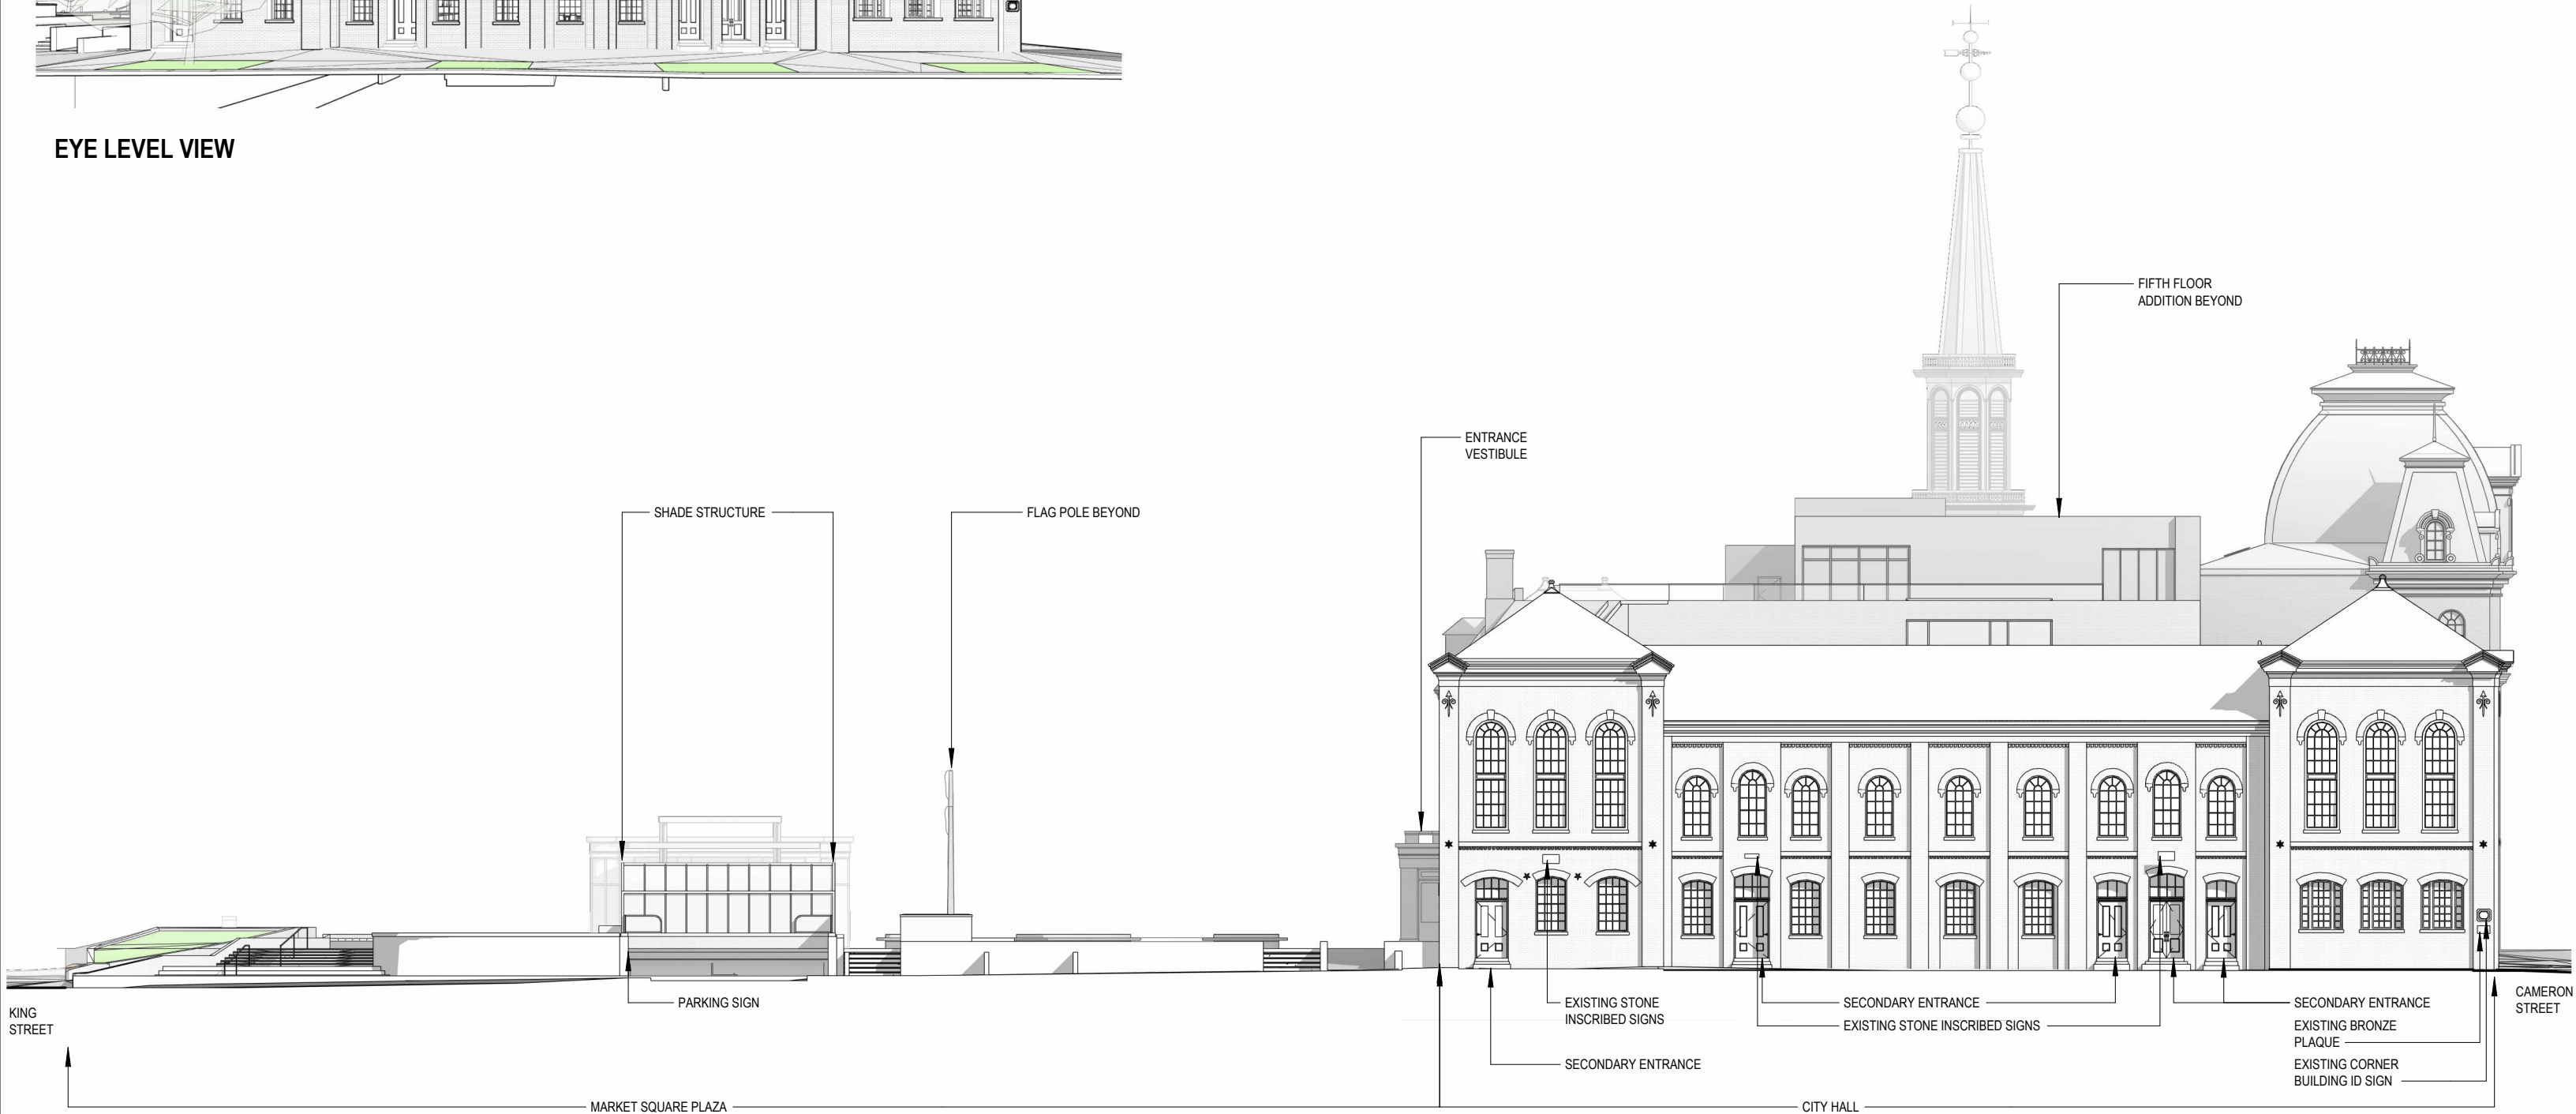 EYE LEVEL VIEW
FIFTH FLOOR
ADDITION BEYOND
ENTRANCE
VESTIBULE
SHADE STRUCTURE
FLAG POLE BEYOND
KING
STREET
PARKING SIGN
EXISTING STONE
INSCRIBED SIGNS
SECONDARY ENTRANCE
SECONDARY ENTRANCE
EXISTING STONE INSCRIBED SIGNS
SECONDARY ENTRANCE
EXISTING BRONZE
PLAQUE
EXISTING CORNER
BUILDING ID SIGN
CAMERON
STREET
MARKET SQUARE PLAZA
CITY HALL